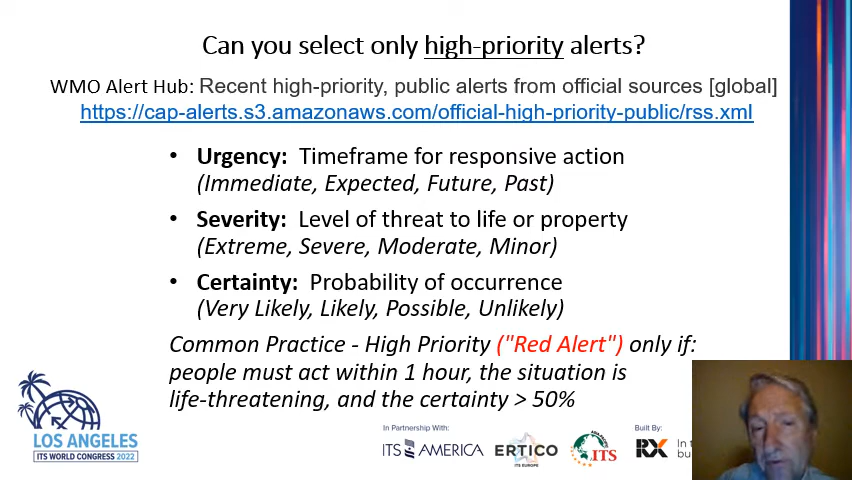 Can you select only high-priority alerts?
WMO Alert Hub: Recent high-priority, public alerts from official sources [global]
https://cap-alerts.s3.amazonaws.com/official-high-priority-public/rss.xml
• Urgency: Timeframe for responsive action
(Immediate, Expected, Future, Past)
• Severity: Level of threat to life or property
(Extreme, Severe, Moderate, Minor)
• Certainty: Probability of occurrence
(Very Likely, Likely, Possible, Unlikely)
Common Practice - High Priority ("Red Alert") only if:
people must act within 1 hour, the situation is
life-threatening, and the certainty > 50%
LOS ANGELES
ITS WORLD CONGRESS 2022
In Partnership With:
ITS AMERICA
ERTICO
ITS EUROPE
ITS
Built By:
RX
In t
bu